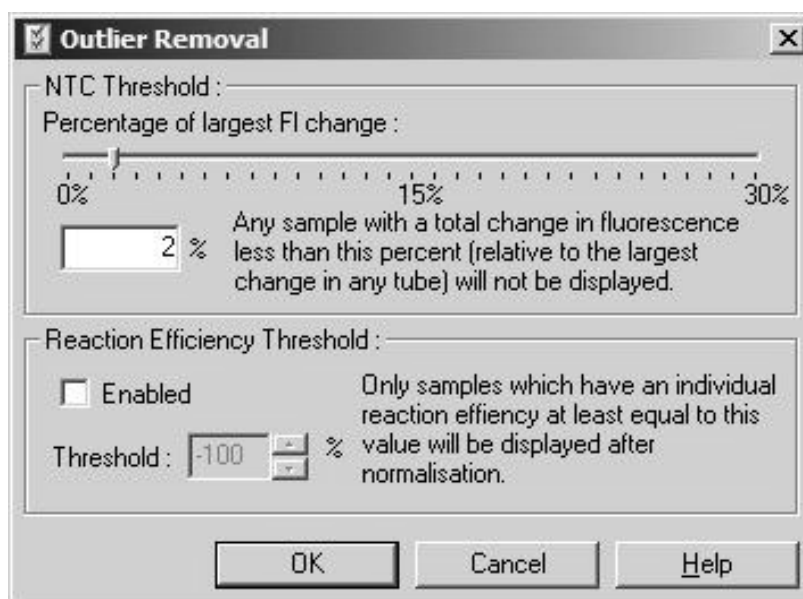 Outlier Removal
NTC Threshold :
Percentage of largest Fl change :
0%
15%
30%
2 %
Any sample with a total change in fluorescence
less than this percent (relative to the largest
change in any tube) will not be displayed.
Reaction Efficiency Threshold :
Enabled
Threshold : -100 %
Only samples which have an individual
reaction effiency at least equal to this
value will be displayed after
normalisation.
OK
Cancel
Help